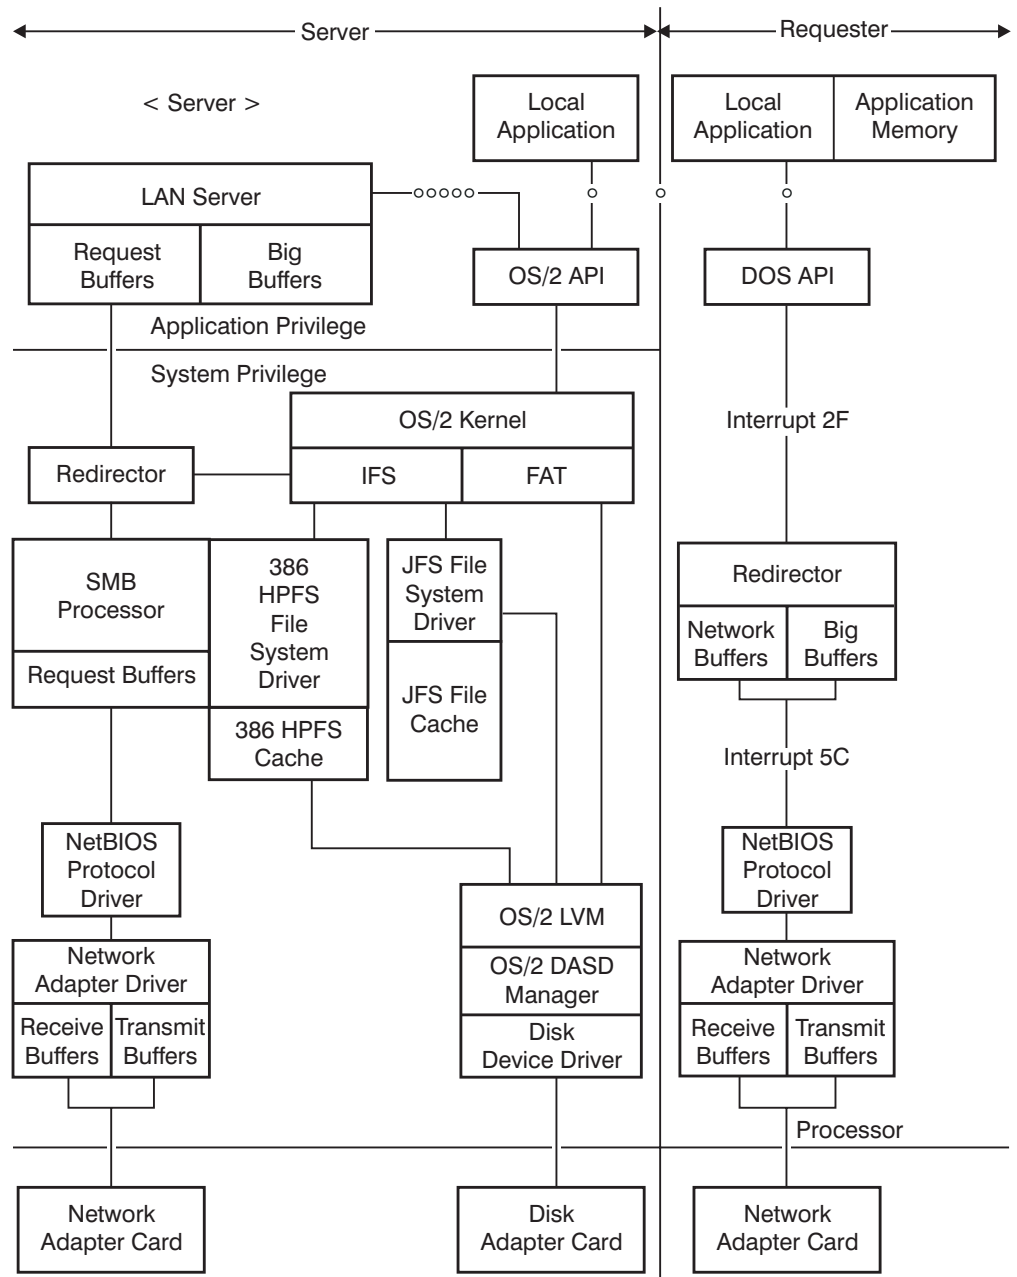 Server
Requester
< Server >
Local
Application
Local
Application
Application
Memory
LAN Server
Request
Buffers
Big
Buffers
OS/2 API
DOS API
Application Privilege
System Privilege
OS/2 Kernel
IFS
FAT
Interrupt 2F
Redirector
SMB
Processor
Request Buffers
386
HPFS
File
System
Driver
386 HPFS
Cache
JFS File
System
Driver
JFS File
Cache
Redirector
Network
Buffers
Big
Buffers
Interrupt 5C
NetBIOS
Protocol
Driver
NetBIOS
Protocol
Driver
OS/2 LVM
OS/2 DASD
Manager
Disk
Device Driver
Network
Adapter Driver
Receive
Buffers
Transmit
Buffers
Network
Adapter Driver
Receive
Buffers
Transmit
Buffers
Processor
Network
Adapter Card
Disk
Adapter Card
Network
Adapter Card